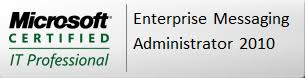 Microsoft
CERTIFIED
IT Professional
Enterprise Messaging
Administrator 2010